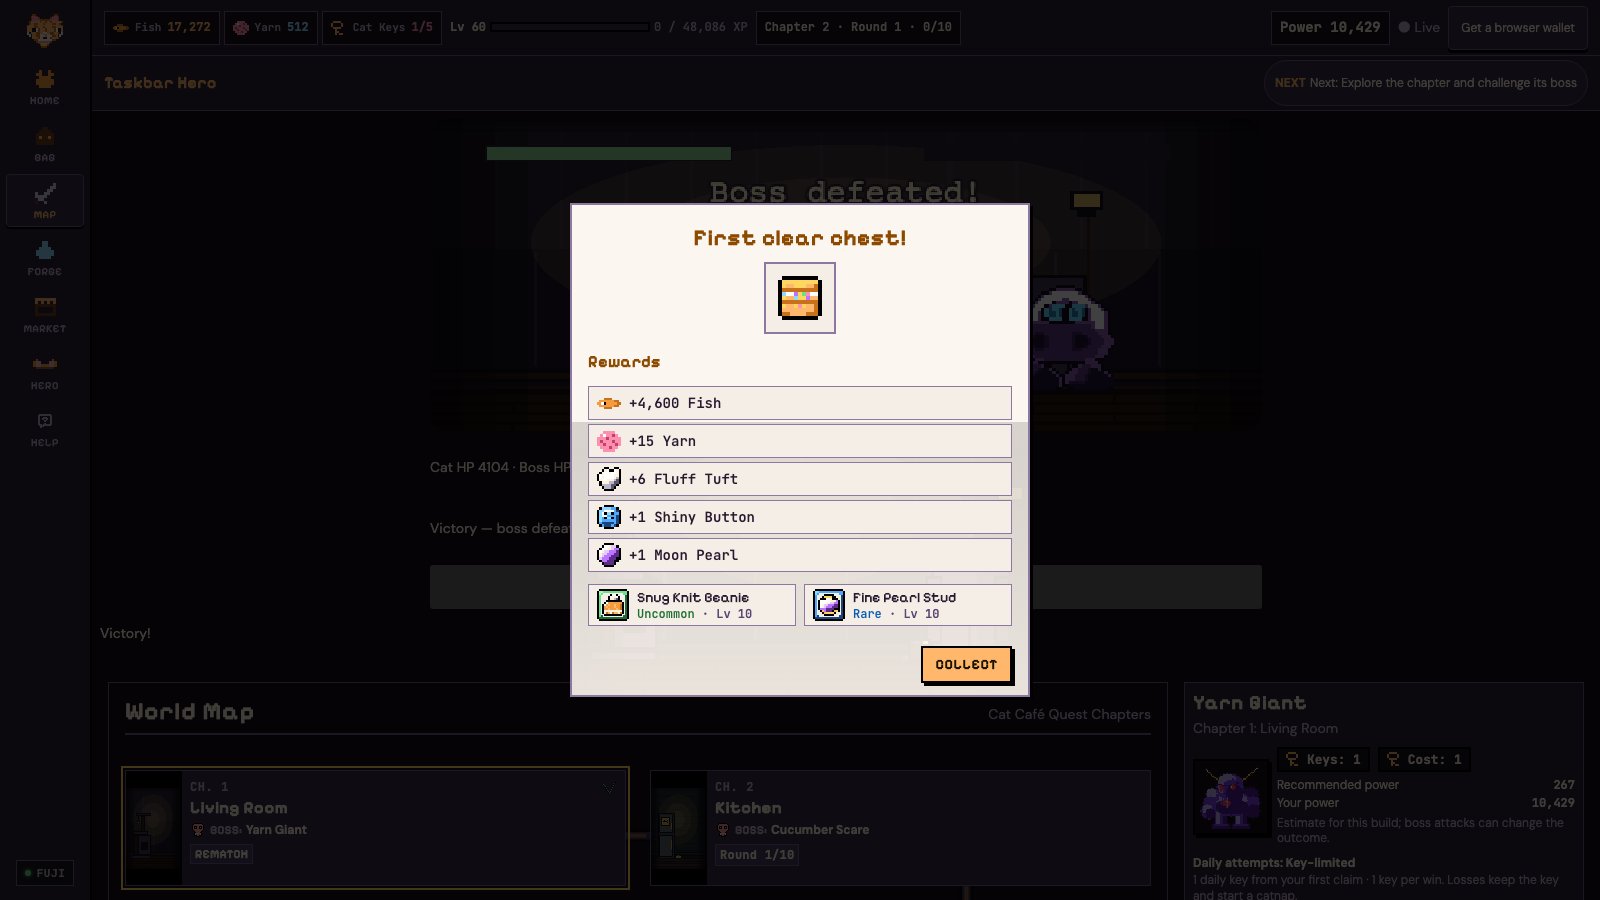 Fish 17,272
Yarn 512
Cat Keys 1/5
Lv 60
0 / 48,086 XP
Chapter 2 · Round 1 · 0/10
Power 10,429
Live
Get a browser wallet
Taskbar Hero
NEXT Next: Explore the chapter and challenge its boss
HOME
BAG
MAP
FORGE
MARKET
HERO
HELP
FUJI
Boss defeated!
First clear chest!
Rewards
+4,600 Fish
+15 Yarn
+6 Fluff Tuft
+1 Shiny Button
+1 Moon Pearl
Snug Knit Beanie
Uncommon · Lv 10
Fine Pearl Stud
Rare · Lv 10
COLLECT
Cat HP 4104 · Boss HP
Victory — boss defea
Victory!
World Map
Cat Café Quest Chapters
CH. 1
Living Room
BOSS: Yarn Giant
REMATCH
CH. 2
Kitchen
BOSS: Cucumber Scare
Round 1/10
Yarn Giant
Chapter 1: Living Room
Keys: 1
Cost: 1
Recommended power 267
Your power 10,429
Estimate for this build; boss attacks can change the
outcome.
Daily attempts: Key-limited
1 daily key from your first claim · 1 key per win. Losses keep the key
and start a catnap.